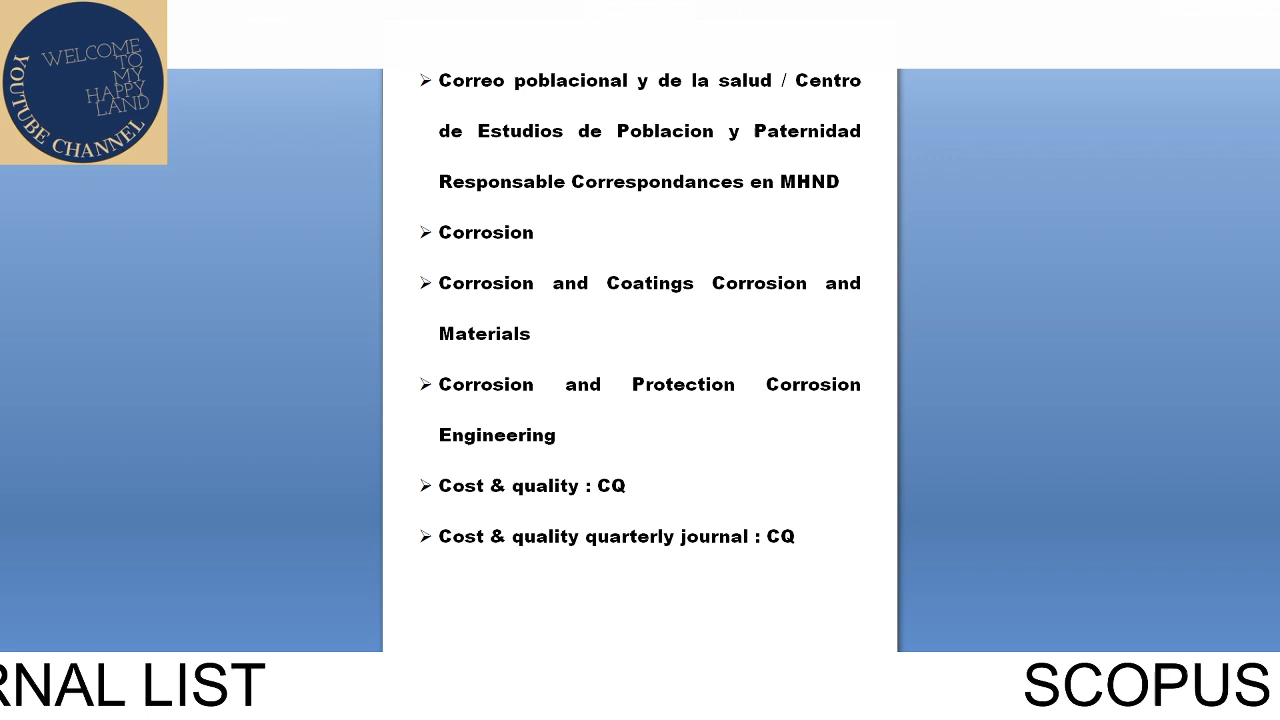 WELCOME
TO
MY
HAPPY
LAND
YOUTUBE CHANNEL
➢ Correo poblacional y de la salud / Centro
de Estudios de Poblacion y Paternidad
Responsable Correspondances en MHND
➢ Corrosion
➢ Corrosion and Coatings Corrosion and
Materials
➢ Corrosion and Protection Corrosion
Engineering
➢ Cost & quality : CQ
➢ Cost & quality quarterly journal : CQ
RNAL LIST
SCOPUS